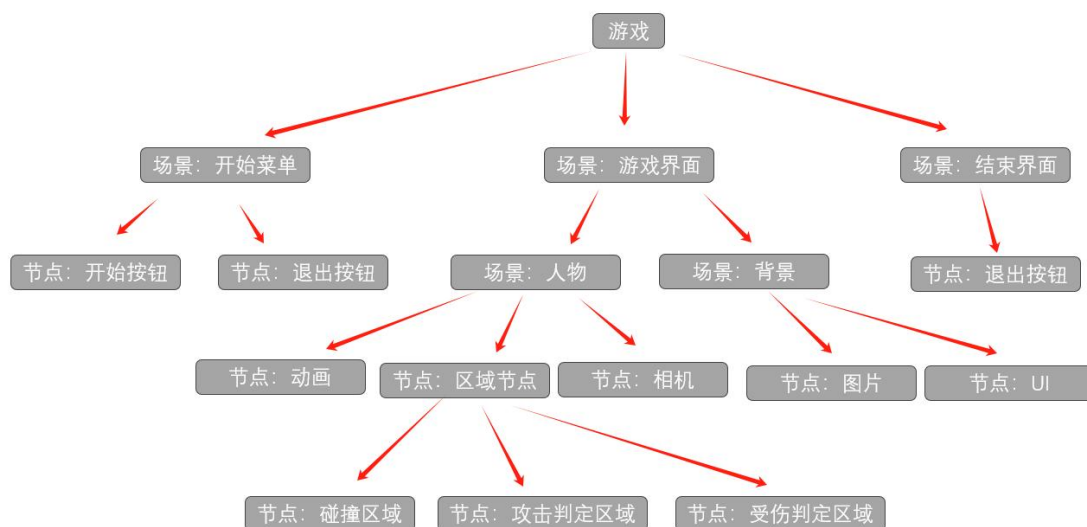 游戏
场景：开始菜单
场景：游戏界面
场景：结束界面
节点：开始按钮
节点：退出按钮
场景：人物
场景：背景
节点：退出按钮
节点：动画
节点：区域节点
节点：相机
节点：图片
节点：UI
节点：碰撞区域
节点：攻击判定区域
节点：受伤判定区域